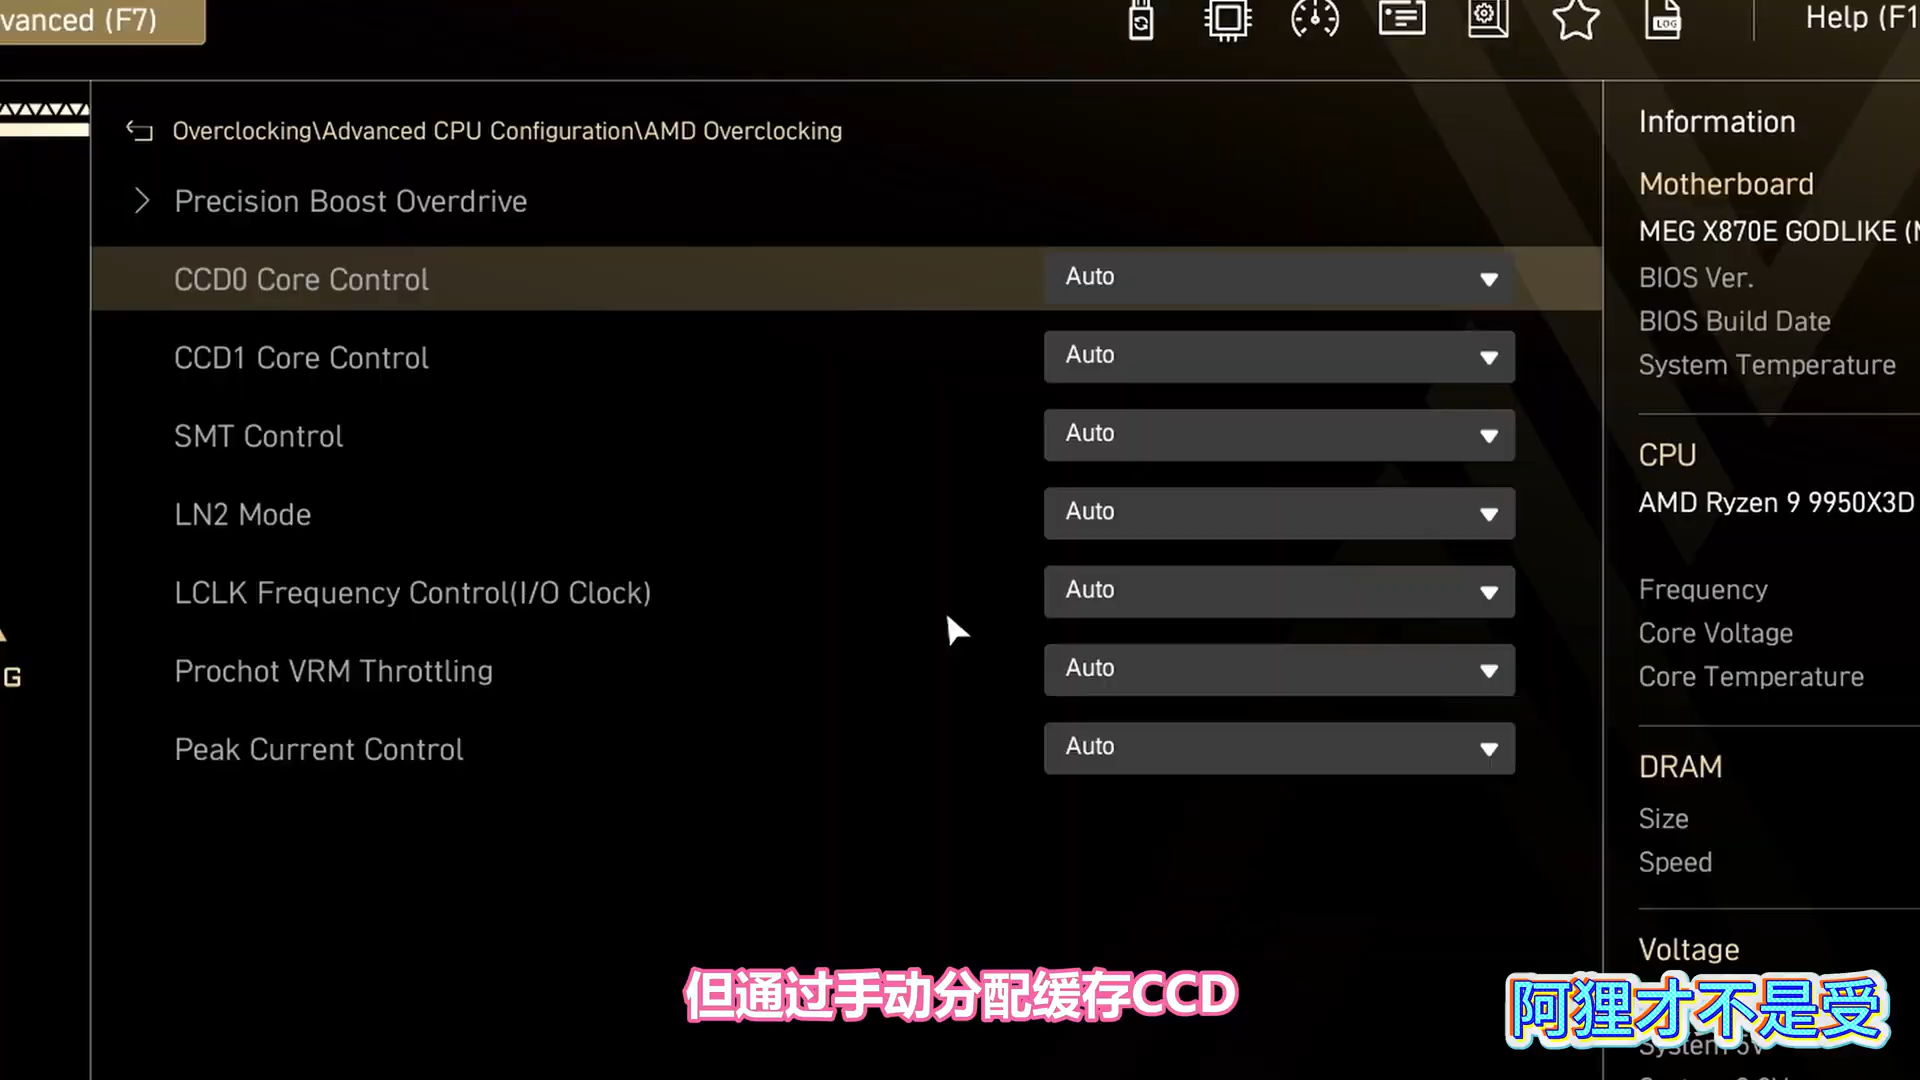 vanced (F7)
LOG
Help (F1
Overclocking\Advanced CPU Configuration\AMD Overclocking
Precision Boost Overdrive
CCD0 Core Control Auto
CCD1 Core Control Auto
SMT Control Auto
LN2 Mode Auto
LCLK Frequency Control(I/O Clock) Auto
Prochot VRM Throttling Auto
Peak Current Control Auto
G
Information
Motherboard
MEG X870E GODLIKE (M
BIOS Ver.
BIOS Build Date
System Temperature
CPU
AMD Ryzen 9 9950X3D
Frequency
Core Voltage
Core Temperature
DRAM
Size
Speed
Voltage
System 5V
但通过手动分配缓存CCD
阿狸才不是受